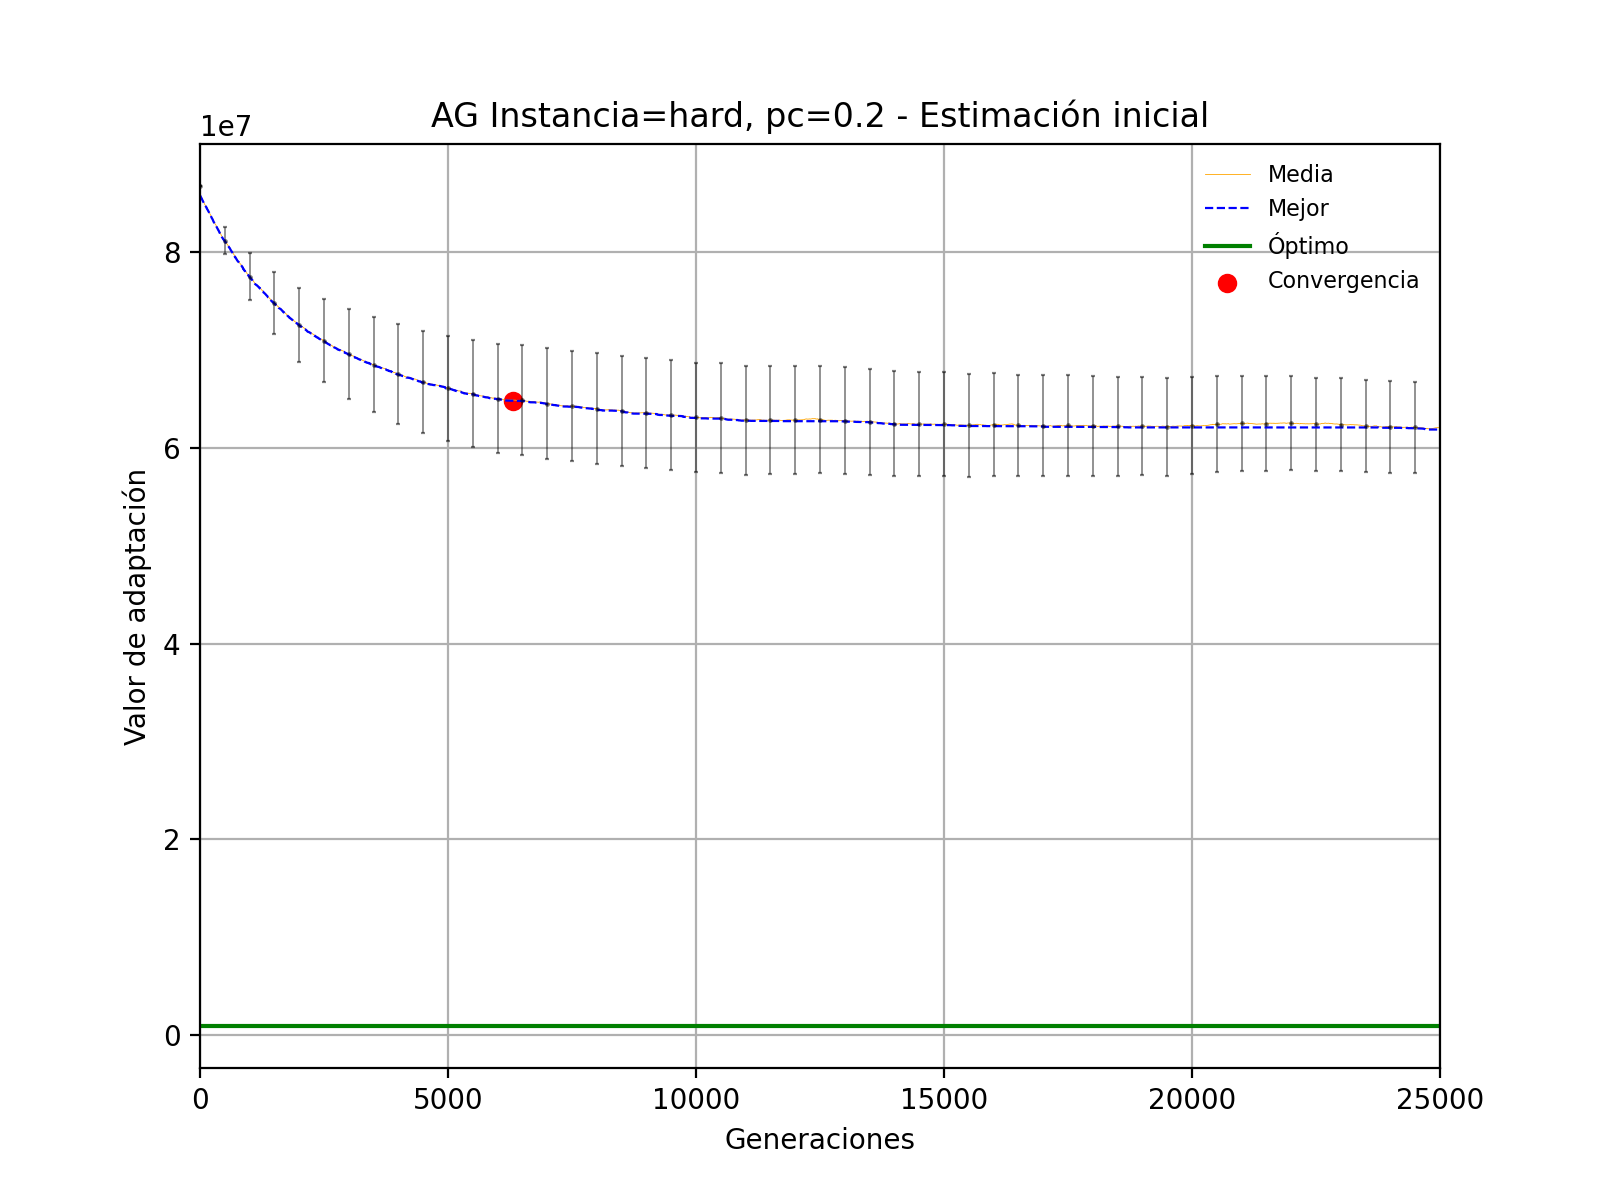 AG Instancia=hard, pc=0.2 - Estimación inicial
1e7
Media
Mejor
Óptimo
Convergencia
8
6
4
2
0
Valor de adaptación
0 5000 10000 15000 20000 25000
Generaciones